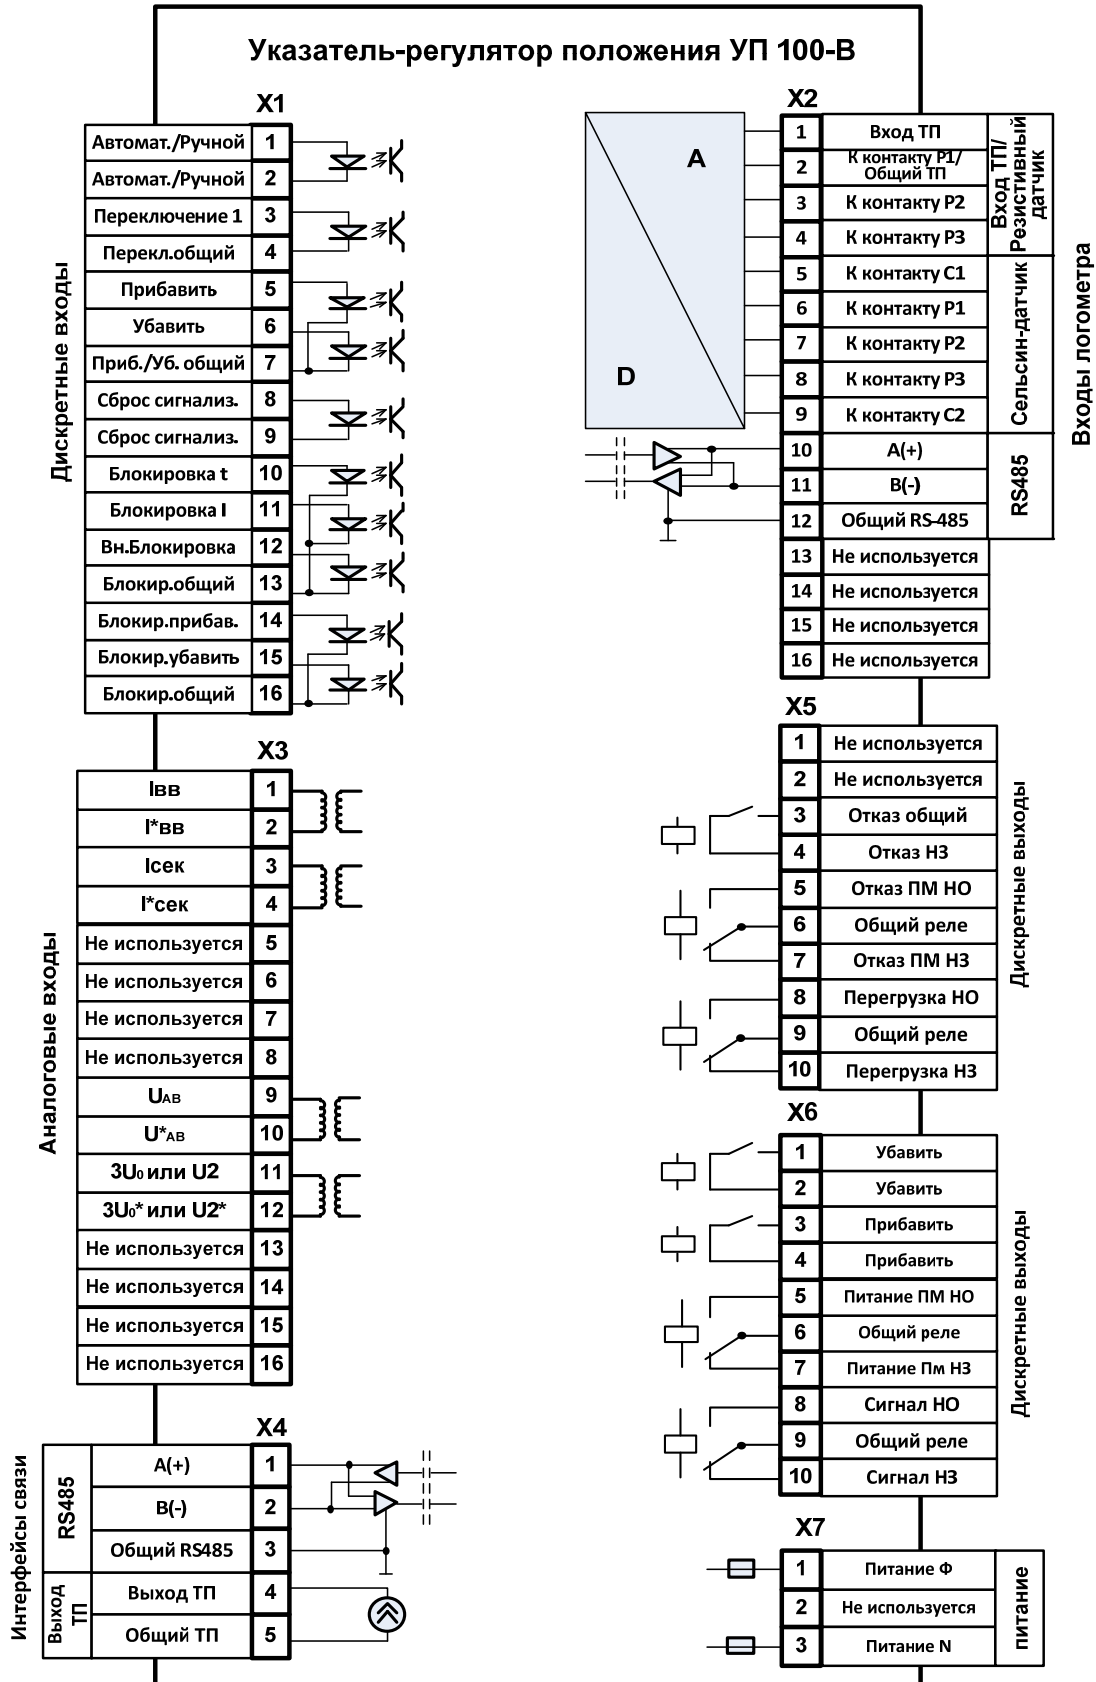 Указатель-регулятор положения УП 100-В
X1
Дискретные входы
Автомат./Ручной 1
Автомат./Ручной 2
Переключение 1 3
Перекл.общий 4
Прибавить 5
Убавить 6
Приб./Уб. общий 7
Сброс сигнализ. 8
Сброс сигнализ. 9
Блокировка t 10
Блокировка I 11
Вн.Блокировка 12
Блокир.общий 13
Блокир.прибав. 14
Блокир.убавить 15
Блокир.общий 16
X3
Аналоговые входы
Iвв 1
I*вв 2
Iсек 3
I*сек 4
Не используется 5
Не используется 6
Не используется 7
Не используется 8
UАВ 9
U*АВ 10
3U0 или U2 11
3U0* или U2* 12
Не используется 13
Не используется 14
Не используется 15
Не используется 16
X4
Интерфейсы связи
RS485
A(+) 1
B(-) 2
Общий RS485 3
Выход ТП
Выход ТП 4
Общий ТП 5
X2
A
D
1 Вход ТП
2 К контакту Р1/
Общий ТП
3 К контакту Р2
4 К контакту Р3
5 К контакту С1
6 К контакту Р1
7 К контакту Р2
8 К контакту Р3
9 К контакту С2
10 A(+)
11 B(-)
12 Общий RS-485
13 Не используется
14 Не используется
15 Не используется
16 Не используется
Вход ТП/
Резистивный
датчик
Сельсин-датчик
RS485
Входы логометра
X5
1 Не используется
2 Не используется
3 Отказ общий
4 Отказ НЗ
5 Отказ ПМ НО
6 Общий реле
7 Отказ ПМ НЗ
8 Перегрузка НО
9 Общий реле
10 Перегрузка НЗ
Дискретные выходы
X6
1 Убавить
2 Убавить
3 Прибавить
4 Прибавить
5 Питание ПМ НО
6 Общий реле
7 Питание Пм НЗ
8 Сигнал НО
9 Общий реле
10 Сигнал НЗ
Дискретные выходы
X7
1 Питание Ф
2 Не используется
3 Питание N
питание